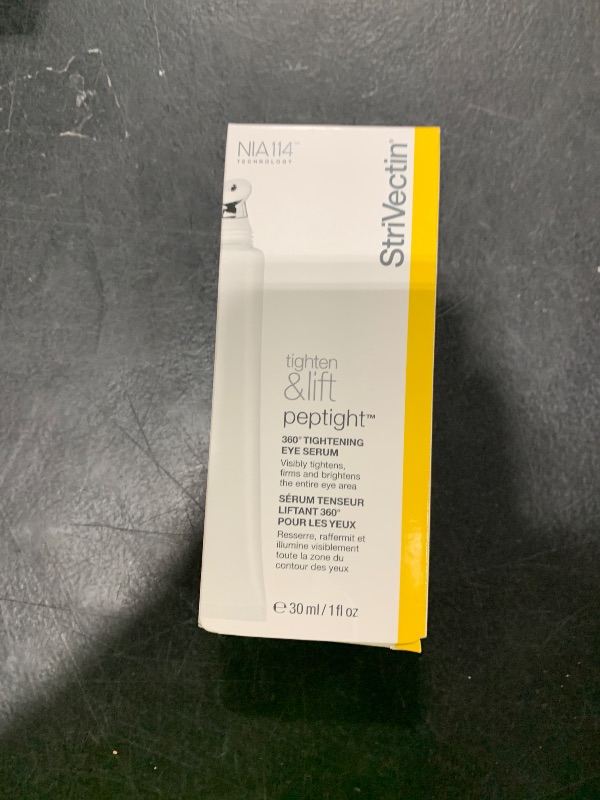 NIA114™
TECHNOLOGY
StriVectin®
tighten
&lift
peptight™
360° TIGHTENING
EYE SERUM
Visibly tightens,
firms and brightens
the entire eye area
SÉRUM TENSEUR
LIFTANT 360°
POUR LES YEUX
Resserre, raffermit et
illumine visiblement
toute la zone du
contour des yeux
℮ 30 ml / 1 fl oz